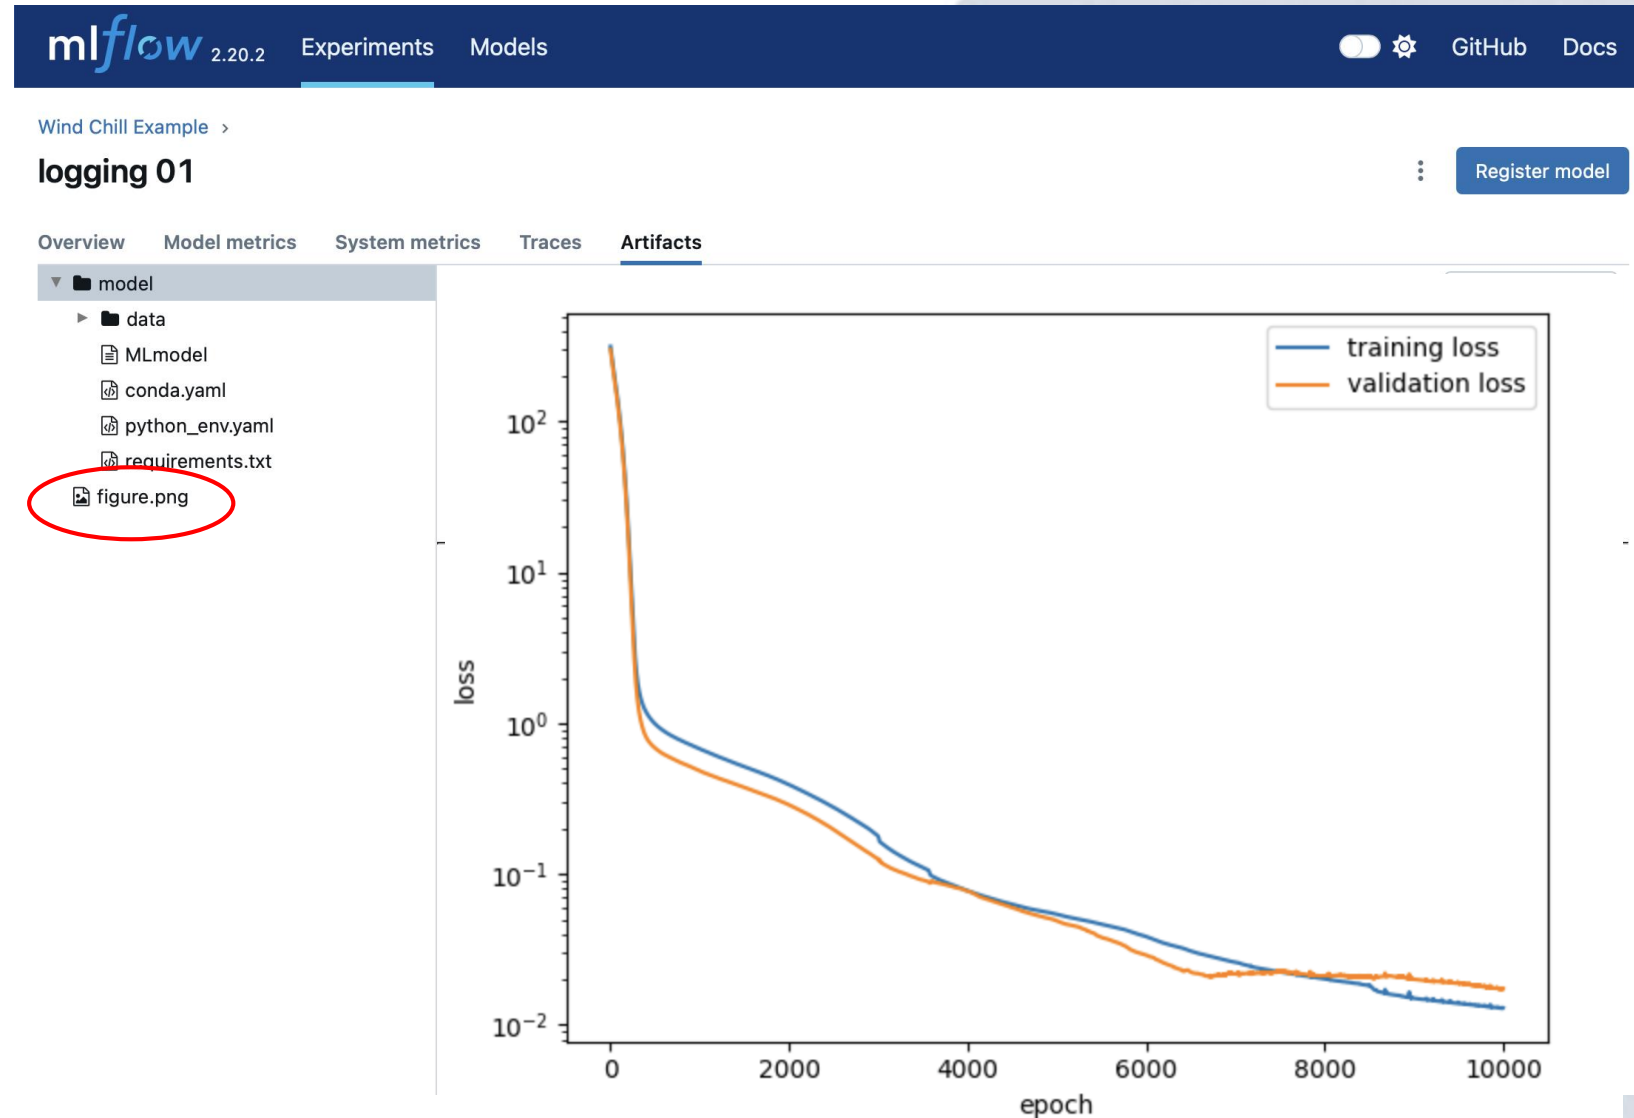 mlflow 2.20.2 Experiments Models GitHub Docs
Wind Chill Example ›
logging 01
Register model
Overview Model metrics System metrics Traces Artifacts
model
data
MLmodel
conda.yaml
python_env.yaml
requirements.txt
figure.png
training loss
validation loss
10²
10¹
10⁰
10⁻¹
10⁻²
loss
0 2000 4000 6000 8000 10000
epoch